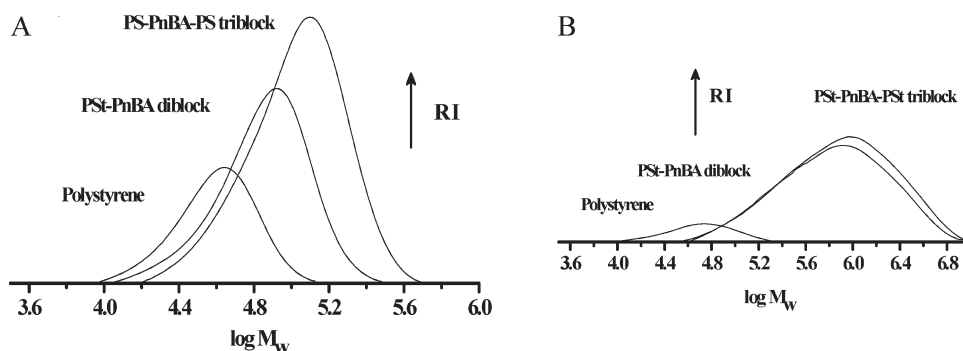 A
PS-PnBA-PS triblock
PSt-PnBA diblock
RI
Polystyrene
3.6 4.0 4.4 4.8 5.2 5.6 6.0
log Mw
B
RI
PSt-PnBA-PSt triblock
PSt-PnBA diblock
Polystyrene
3.6 4.0 4.4 4.8 5.2 5.6 6.0 6.4 6.8
log Mw